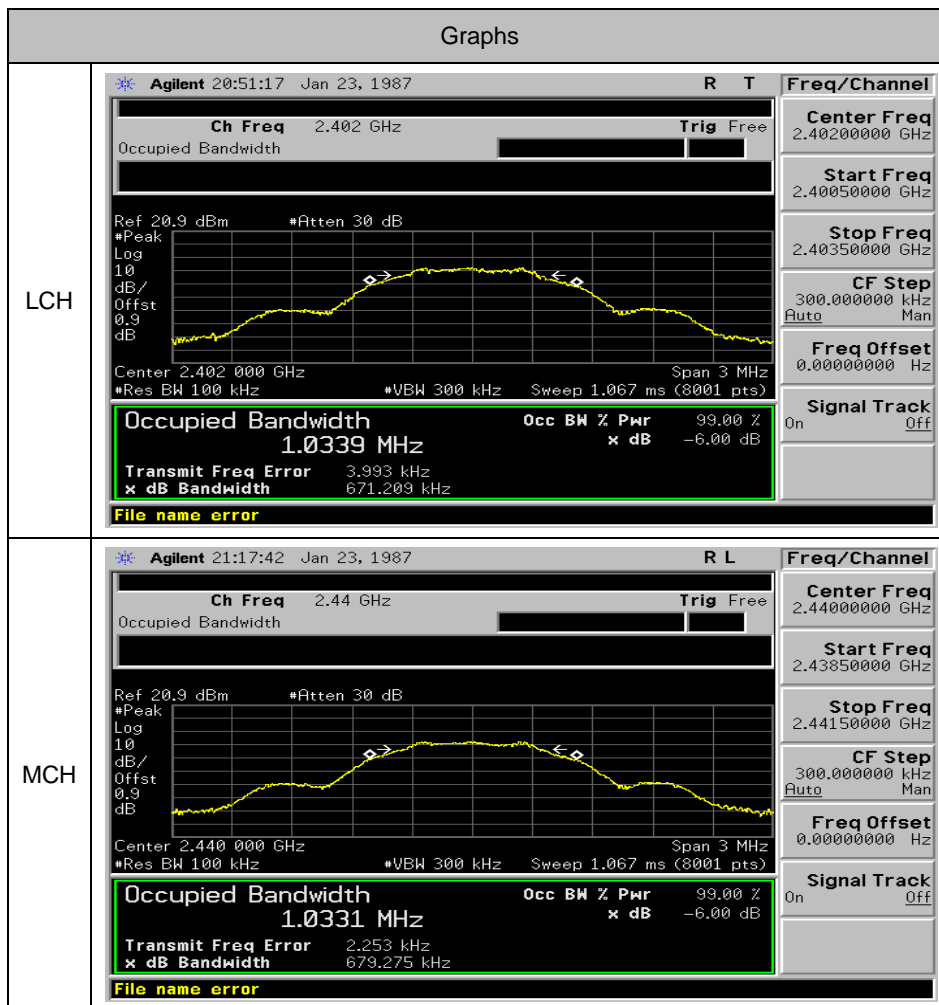 Graphs
LCH
Agilent 20:51:17 Jan 23, 1987 R T
Ch Freq 2.402 GHz Trig Free
Occupied Bandwidth
Ref 20.9 dBm #Atten 30 dB
#Peak
Log
10
dB/
Offst
0.9
dB
Center 2.402 000 GHz Span 3 MHz
#Res BW 100 kHz #VBW 300 kHz Sweep 1.067 ms (8001 pts)
Occupied Bandwidth Occ BW % Pwr 99.00 %
1.0339 MHz x dB -6.00 dB
Transmit Freq Error 3.993 kHz
x dB Bandwidth 671.209 kHz
File name error
Freq/Channel
Center Freq
2.40200000 GHz
Start Freq
2.40050000 GHz
Stop Freq
2.40350000 GHz
CF Step
300.000000 kHz
Auto Man
Freq Offset
0.00000000 Hz
Signal Track
On Off
MCH
Agilent 21:17:42 Jan 23, 1987 R L
Ch Freq 2.44 GHz Trig Free
Occupied Bandwidth
Ref 20.9 dBm #Atten 30 dB
#Peak
Log
10
dB/
Offst
0.9
dB
Center 2.440 000 GHz Span 3 MHz
#Res BW 100 kHz #VBW 300 kHz Sweep 1.067 ms (8001 pts)
Occupied Bandwidth Occ BW % Pwr 99.00 %
1.0331 MHz x dB -6.00 dB
Transmit Freq Error 2.253 kHz
x dB Bandwidth 679.275 kHz
File name error
Freq/Channel
Center Freq
2.44000000 GHz
Start Freq
2.43850000 GHz
Stop Freq
2.44150000 GHz
CF Step
300.000000 kHz
Auto Man
Freq Offset
0.00000000 Hz
Signal Track
On Off